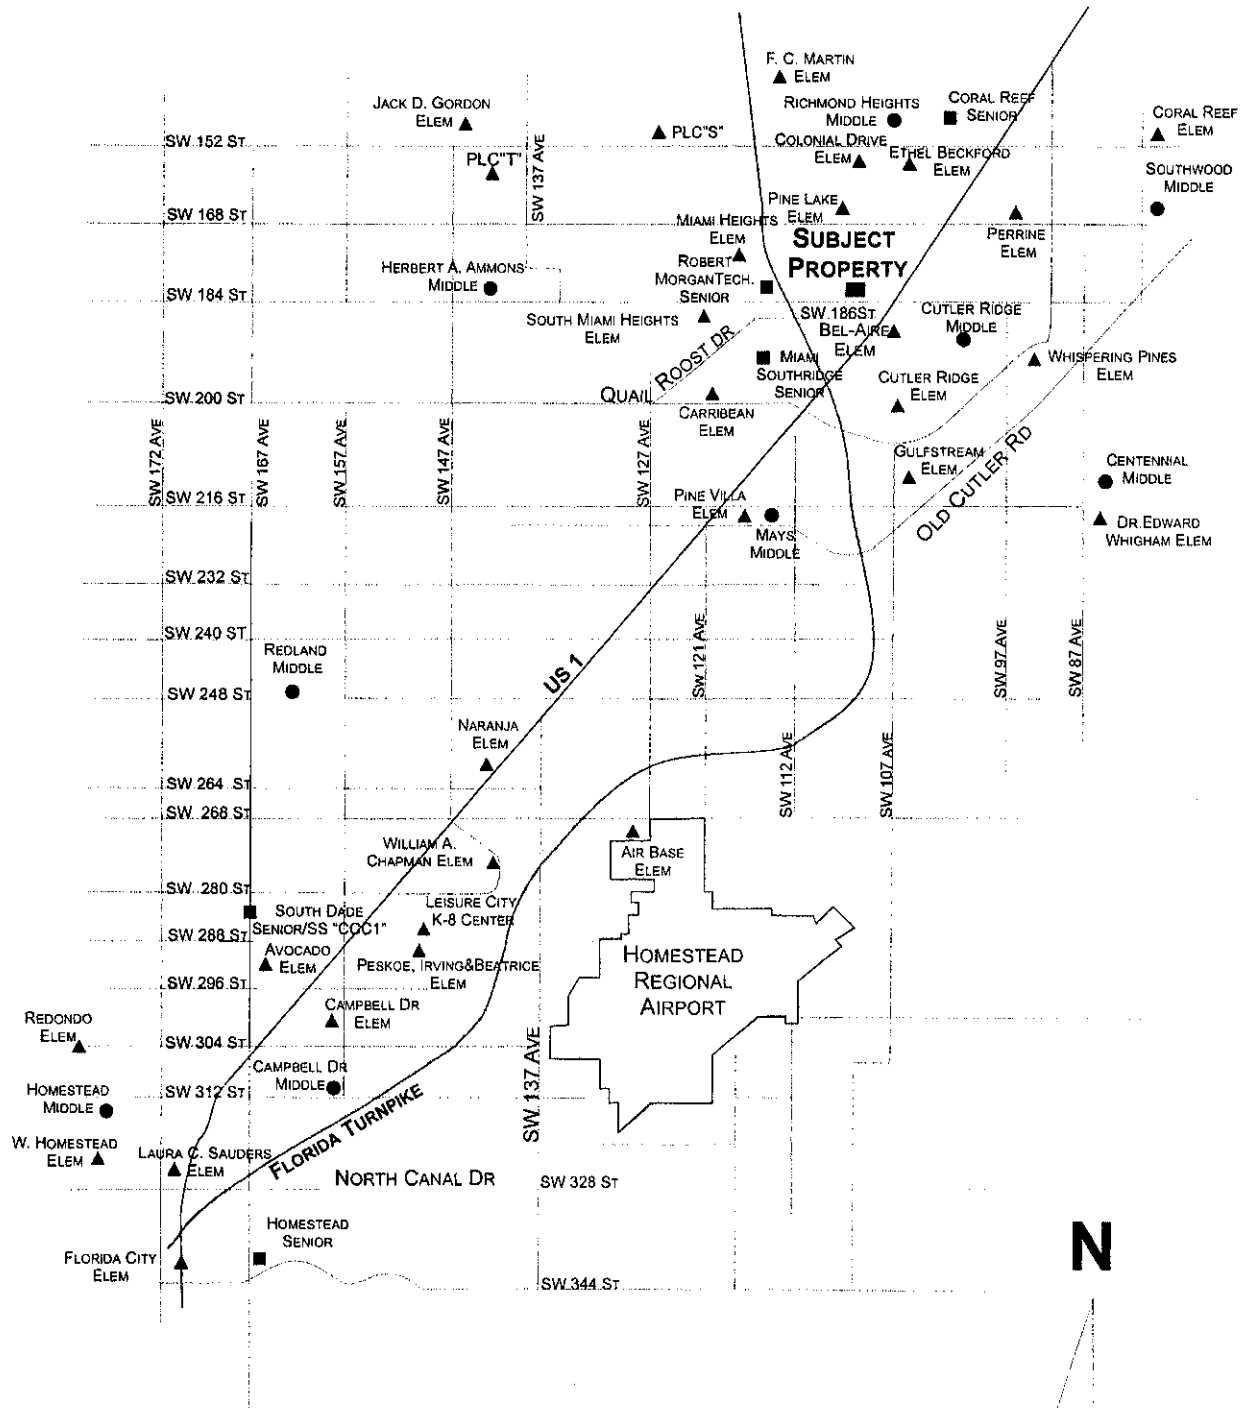 F. C. MARTIN
ELEM
JACK D. GORDON
ELEM
RICHMOND HEIGHTS
MIDDLE
CORAL REEF
SENIOR
CORAL REEF
ELEM
SW 152 ST
SW 137 AVE
PLC"S"
COLONIAL DRIVE
ELEM
ETHEL BECKFORD
ELEM
PLC"T"
SOUTHWOOD
MIDDLE
PINE LAKE
ELEM
SW 168 ST
MIAMI HEIGHTS
ELEM
PERRINE
ELEM
SUBJECT
PROPERTY
HERBERT A. AMMONS
MIDDLE
ROBERT
MORGANTECH.
SENIOR
SW 184 ST
SOUTH MIAMI HEIGHTS
ELEM
SW 186ST
BEL-AIRE
ELEM
CUTLER RIDGE
MIDDLE
QUAIL ROOST DR
MIAMI
SOUTHRIDGE
SENIOR
WHISPERING PINES
ELEM
CUTLER RIDGE
ELEM
SW 200 ST
CARRIBEAN
ELEM
SW 172 AVE
SW 167 AVE
SW 157 AVE
SW 147 AVE
SW 127 AVE
GULFSTREAM
ELEM
OLD CUTLER RD
CENTENNIAL
MIDDLE
SW 216 ST
PINE VILLA
ELEM
MAYS
MIDDLE
DR.EDWARD
WHIGHAM ELEM
SW 232 ST
SW 240 ST
REDLAND
MIDDLE
US 1
SW 121 AVE
SW 97 AVE
SW 87 AVE
SW 248 ST
NARANJA
ELEM
SW 112 AVE
SW 107 AVE
SW 264 ST
SW 268 ST
WILLIAM A.
CHAPMAN ELEM
AIR BASE
ELEM
SW 280 ST
LEISURE CITY
K-8 CENTER
SOUTH DADE
SENIOR/SS "CCC1"
SW 288 ST
AVOCADO
ELEM
PESKOE, IRVING&BEATRICE
ELEM
HOMESTEAD
REGIONAL
AIRPORT
SW 296 ST
CAMPBELL DR
ELEM
REDONDO
ELEM
SW 304 ST
SW 137 AVE
CAMPBELL DR
MIDDLE
HOMESTEAD
MIDDLE
SW 312 ST
FLORIDA TURNPIKE
W. HOMESTEAD
ELEM
LAURA C. SAUDERS
ELEM
NORTH CANAL DR
SW 328 ST
HOMESTEAD
SENIOR
FLORIDA CITY
ELEM
SW 344 ST
N